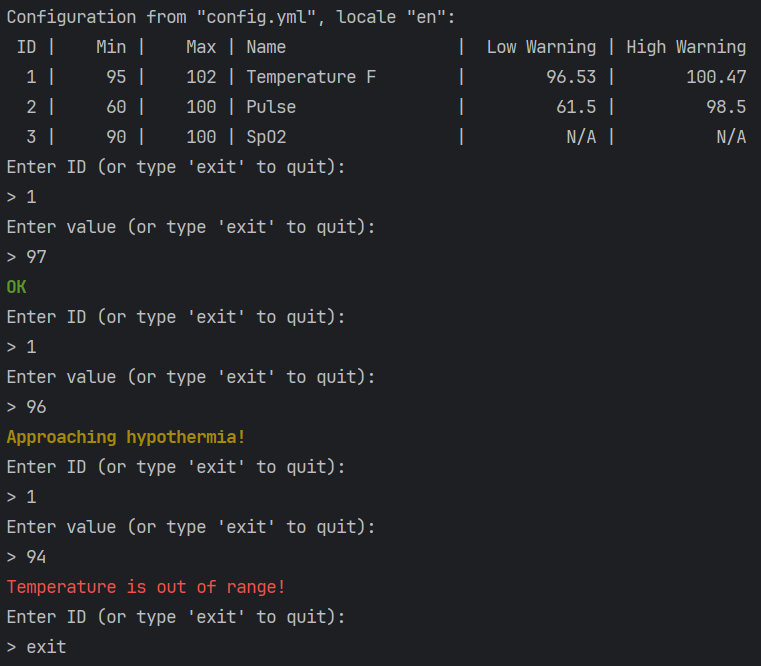 Configuration from "config.yml", locale "en":
 ID |    Min |    Max | Name                 |  Low Warning | High Warning
  1 |     95 |    102 | Temperature F        |        96.53 |       100.47
  2 |     60 |    100 | Pulse                |         61.5 |         98.5
  3 |     90 |    100 | SpO2                 |          N/A |          N/A
Enter ID (or type 'exit' to quit):
> 1
Enter value (or type 'exit' to quit):
> 97
OK
Enter ID (or type 'exit' to quit):
> 1
Enter value (or type 'exit' to quit):
> 96
Approaching hypothermia!
Enter ID (or type 'exit' to quit):
> 1
Enter value (or type 'exit' to quit):
> 94
Temperature is out of range!
Enter ID (or type 'exit' to quit):
> exit